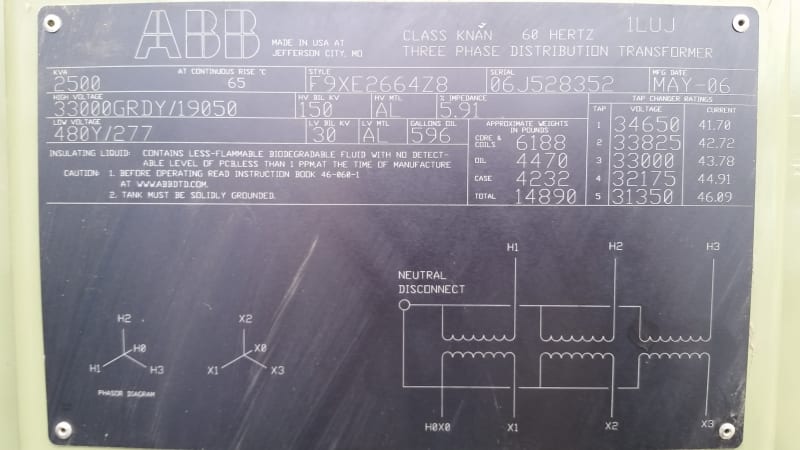 ABB
MADE IN USA AT
JEFFERSON CITY, MO
CLASS KNAN 60 HERTZ 1LUJ
THREE PHASE DISTRIBUTION TRANSFORMER
KVA
2500
AT CONTINUOUS RISE °C
65
STYLE
F9XE2664Z8
SERIAL
06J528352
MFG DATE
MAY-06
HIGH VOLTAGE
33000GRDY/19050
HV BIL KV
150
HV MTL
AL
% IMPEDANCE
5.91
LOW VOLTAGE
480Y/277
LV BIL KV
30
LV MTL
AL
GALLONS OIL
596
APPROXIMATE WEIGHTS
IN POUNDS
CORE & COILS 6188
OIL 4470
CASE 4232
TOTAL 14890
TAP CHANGER RATINGS
TAP VOLTAGE CURRENT
1 34650 41.70
2 33825 42.72
3 33000 43.78
4 32175 44.91
5 31350 46.09
INSULATING LIQUID: CONTAINS LESS-FLAMMABLE BIODEGRADABLE FLUID WITH NO DETECT-
ABLE LEVEL OF PCB.LESS THAN 1 PPM.AT THE TIME OF MANUFACTURE
CAUTION: 1. BEFORE OPERATING READ INSTRUCTION BOOK 46-060-1
AT WWW.ABBDTD.COM.
2. TANK MUST BE SOLIDLY GROUNDED.
H1 H2 H3
NEUTRAL
DISCONNECT
H2
H0
H1 H3
PHASOR DIAGRAM
X2
X0
X1 X3
H0X0 X1 X2 X3